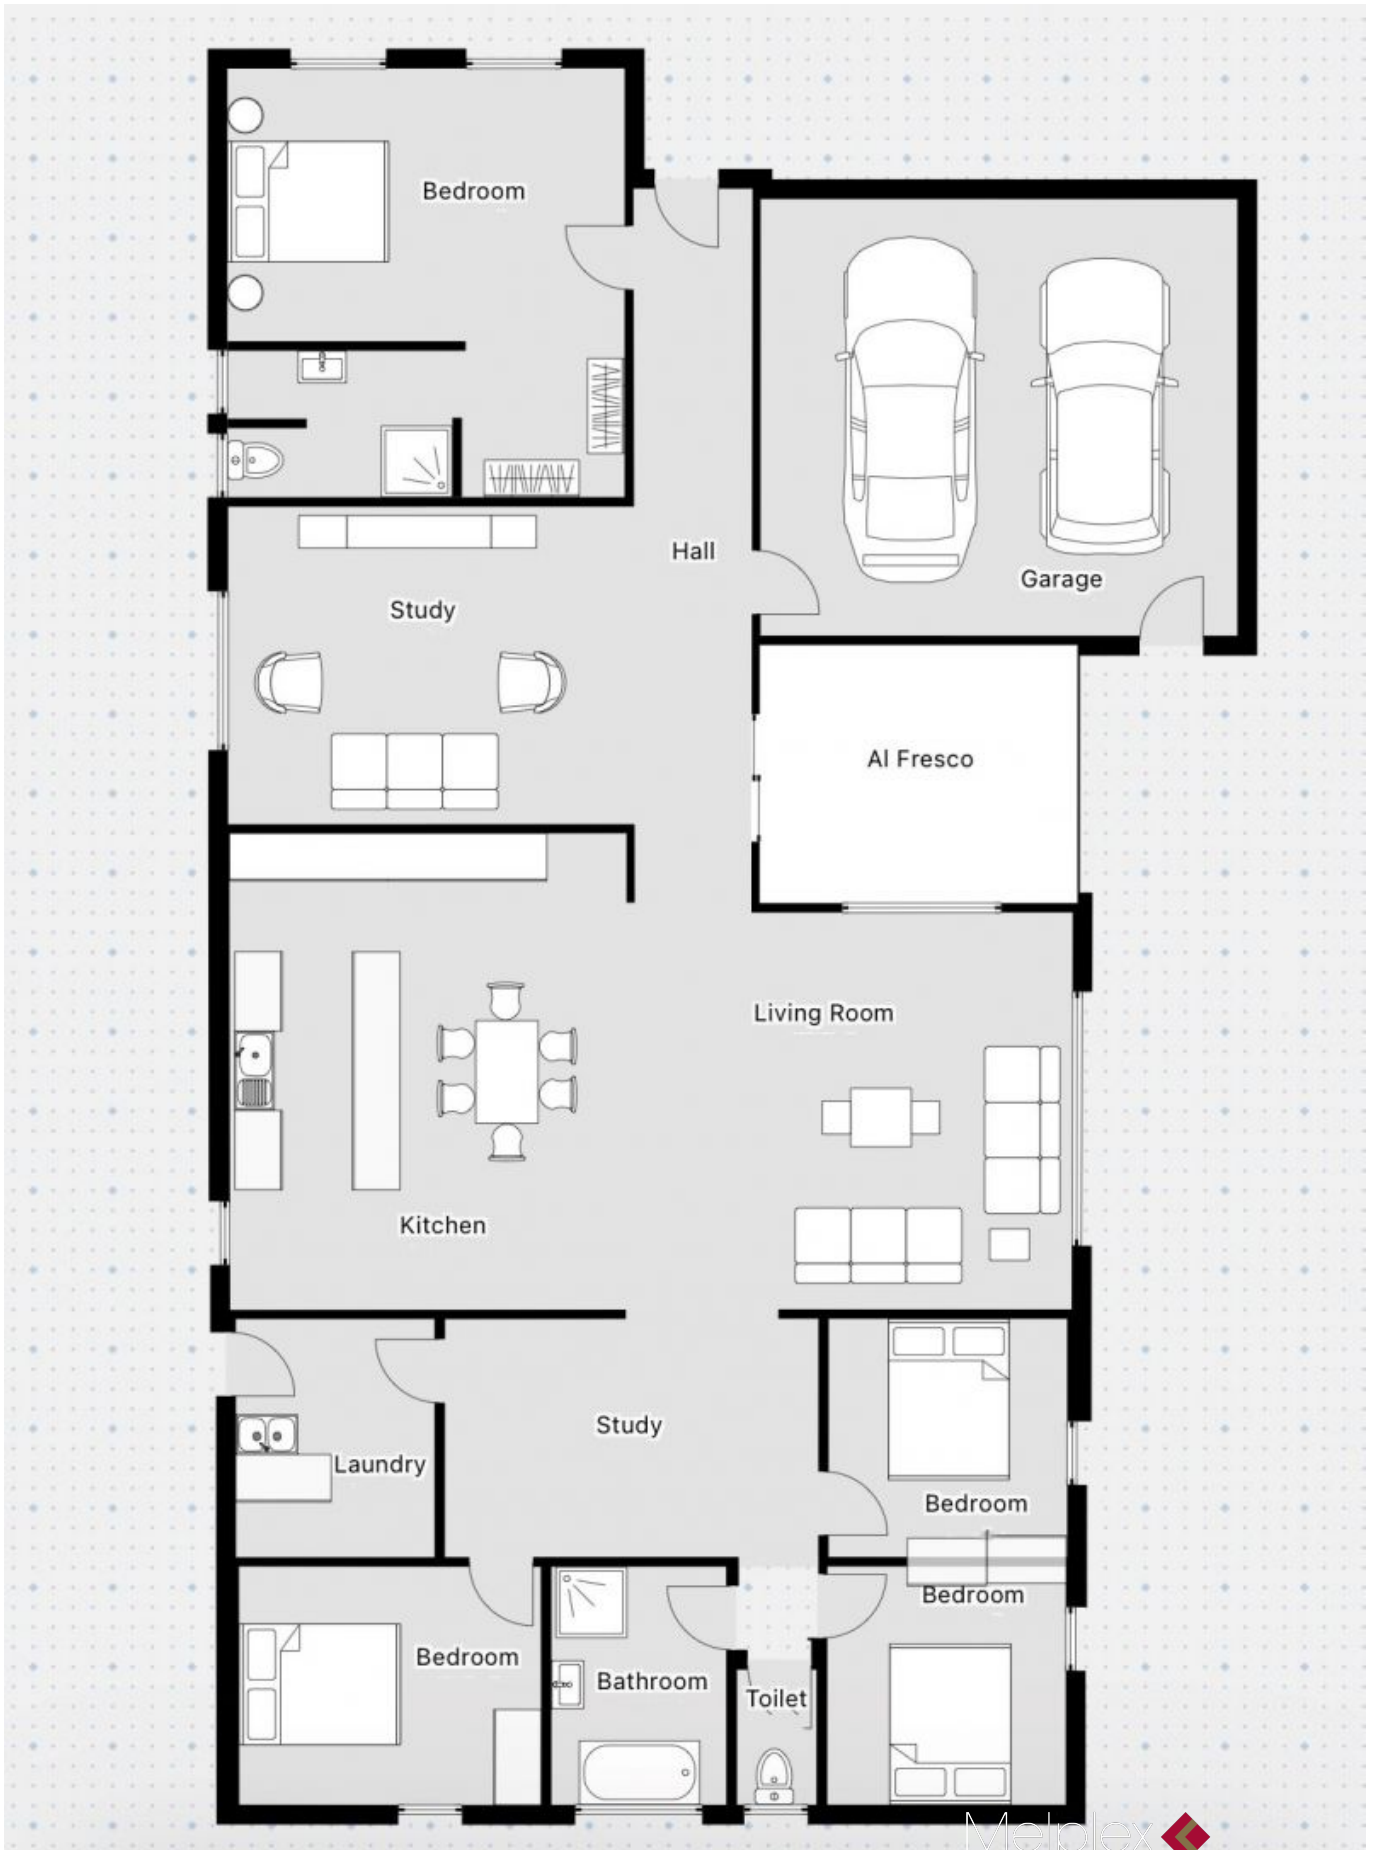 Bedroom
Hall
Garage
Study
Al Fresco
Living Room
Kitchen
Study
Laundry
Bedroom
Bedroom
Bedroom
Bathroom
Toilet
Melplex